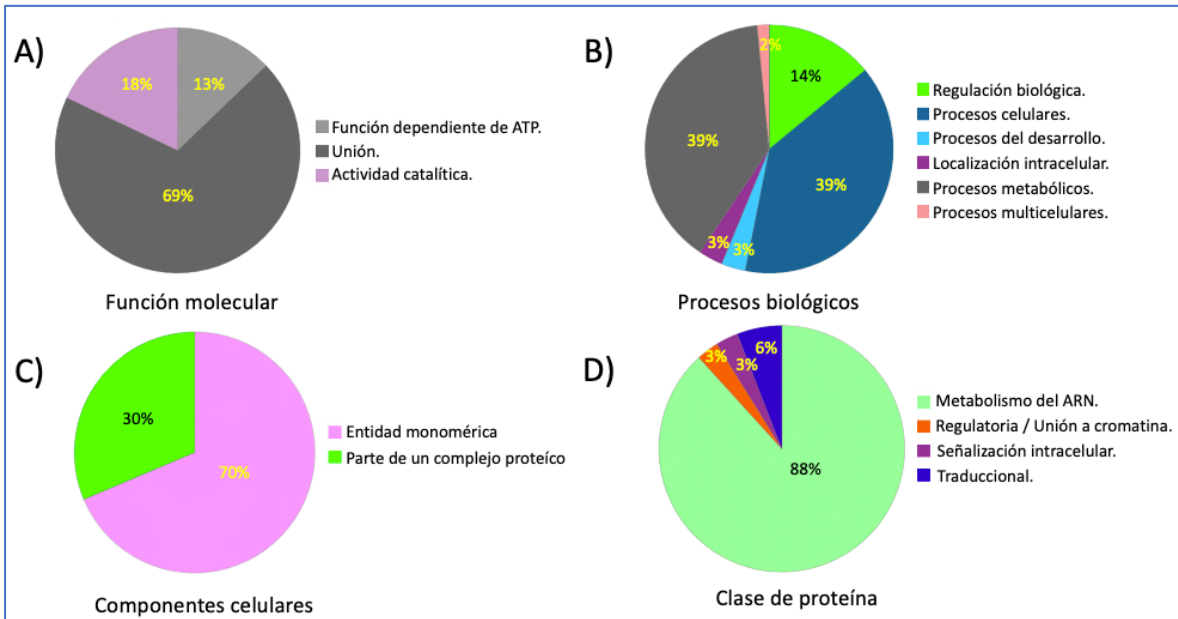 A)
18%
13%
69%
Función dependiente de ATP.
Unión.
Actividad catalítica.
Función molecular
B)
2%
14%
39%
39%
3%
3%
Regulación biológica.
Procesos celulares.
Procesos del desarrollo.
Localización intracelular.
Procesos metabólicos.
Procesos multicelulares.
Procesos biológicos
C)
30%
70%
Entidad monomérica
Parte de un complejo proteíco
Componentes celulares
D)
3%
3%
6%
88%
Metabolismo del ARN.
Regulatoria / Unión a cromatina.
Señalización intracelular.
Traduccional.
Clase de proteína